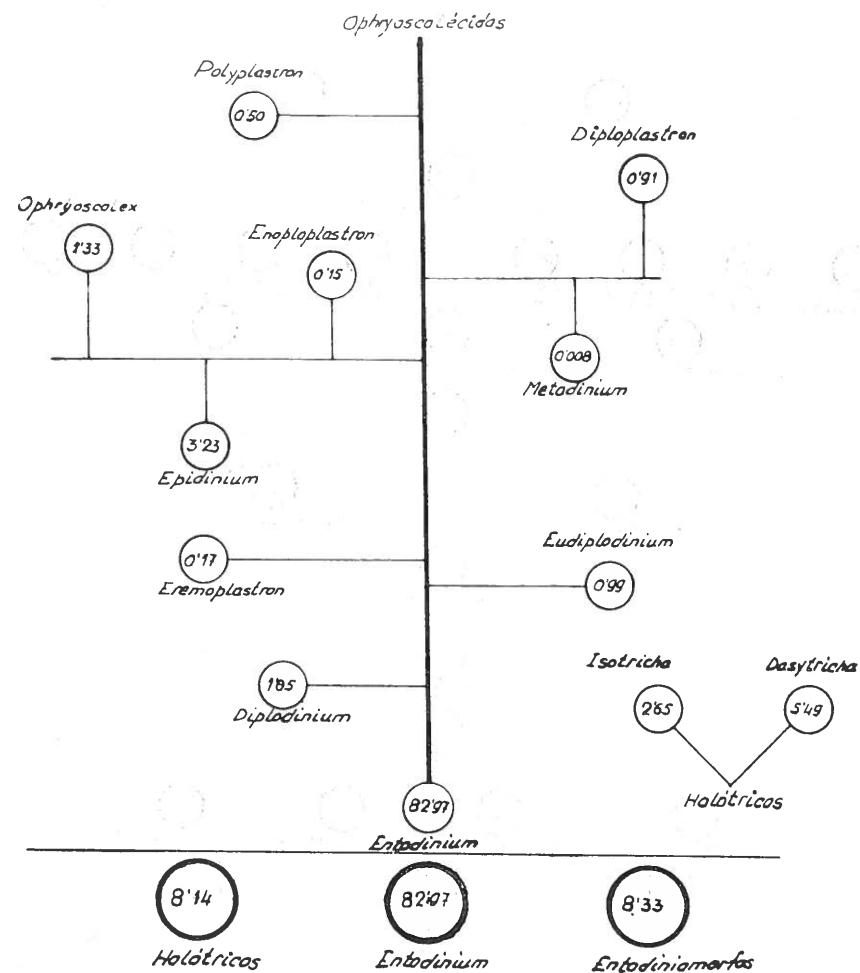 Ophryoscolécidos
Polyplastron
0'50
Diploplastron
0'91
Ophryoscolex
1'33
Enoploplastron
0'15
0'008
Metadinium
3'23
Epidinium
Eudiplodinium
0'17
0'99
Eremoplastron
Isotricha
Dasytricha
1'85
2'65
5'49
Diplodinium
Holótricos
82'97
Entodinium
8'14
82'97
8'33
Holótricos
Entodinium
Entodiniomorfos